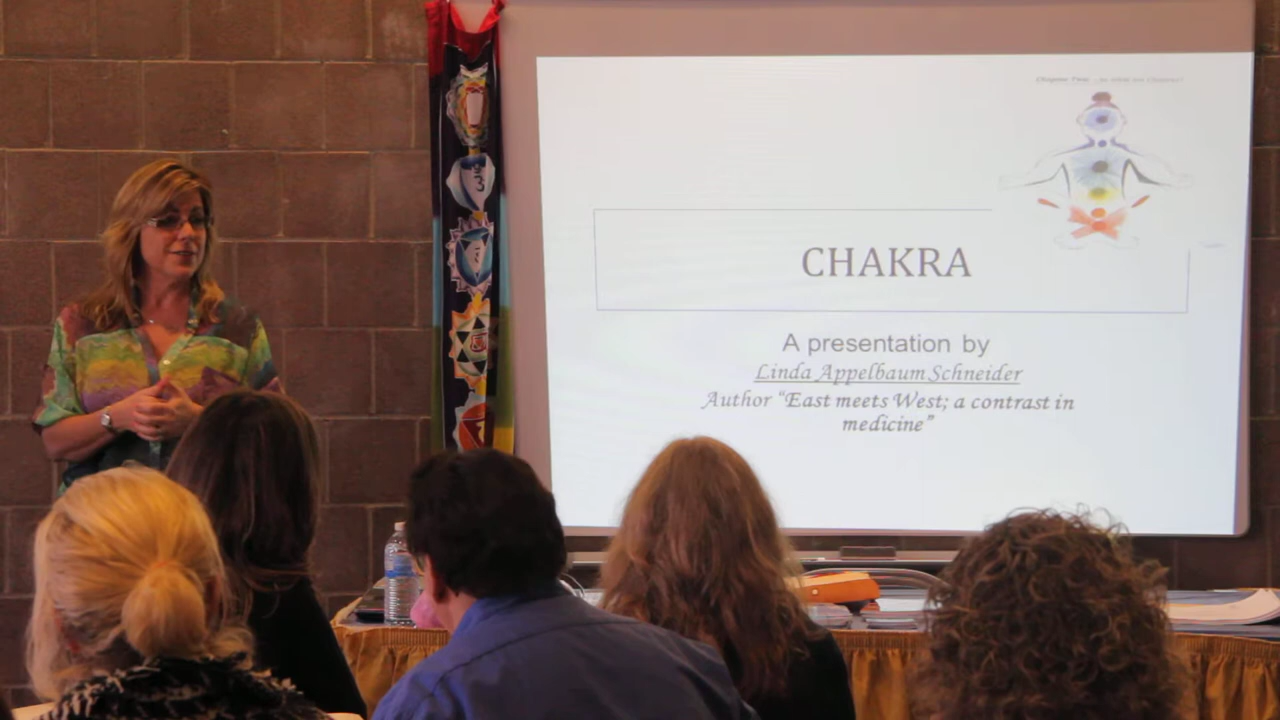 CHAKRA
A presentation by
Linda Appelbaum Schneider
Author “East meets West; a contrast in
medicine”